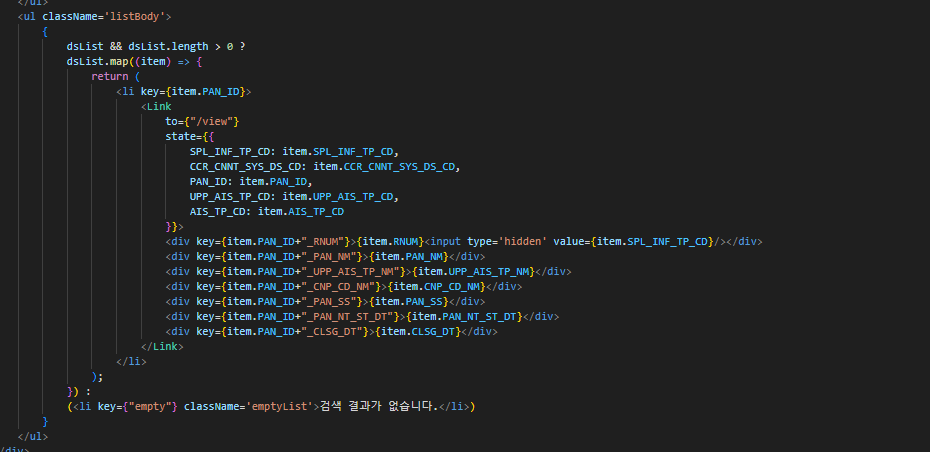 </ul>
<ul className='listBody'>
{
dsList && dsList.length > 0 ?
dsList.map((item) => {
return (
<li key={item.PAN_ID}>
<Link
to={"/view"}
state={{
SPL_INF_TP_CD: item.SPL_INF_TP_CD,
CCR_CNNT_SYS_DS_CD: item.CCR_CNNT_SYS_DS_CD,
PAN_ID: item.PAN_ID,
UPP_AIS_TP_CD: item.UPP_AIS_TP_CD,
AIS_TP_CD: item.AIS_TP_CD
}}>
<div key={item.PAN_ID+"_RNUM"}>{item.RNUM}<input type='hidden' value={item.SPL_INF_TP_CD}/></div>
<div key={item.PAN_ID+"_PAN_NM"}>{item.PAN_NM}</div>
<div key={item.PAN_ID+"_UPP_AIS_TP_NM"}>{item.UPP_AIS_TP_NM}</div>
<div key={item.PAN_ID+"_CNP_CD_NM"}>{item.CNP_CD_NM}</div>
<div key={item.PAN_ID+"_PAN_SS"}>{item.PAN_SS}</div>
<div key={item.PAN_ID+"_PAN_NT_ST_DT"}>{item.PAN_NT_ST_DT}</div>
<div key={item.PAN_ID+"_CLSG_DT"}>{item.CLSG_DT}</div>
</Link>
</li>
);
}) :
(<li key={"empty"} className='emptyList'>검색 결과가 없습니다.</li>)
}
</ul>
/div>